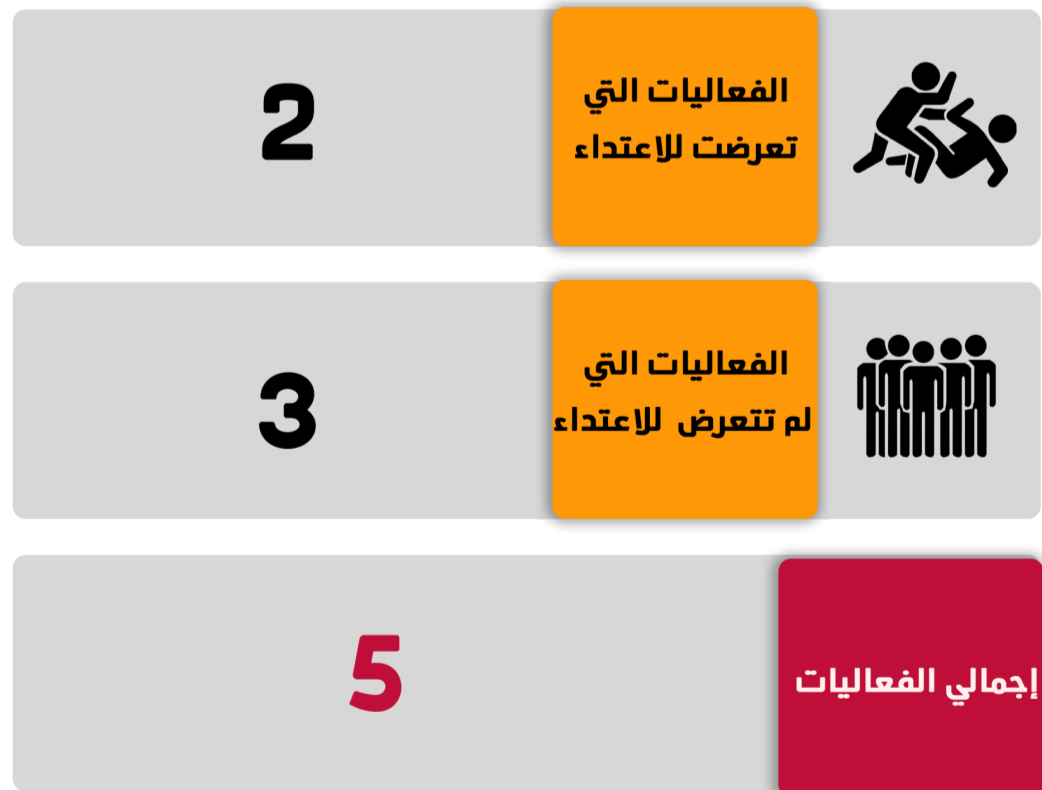 الفعاليات التي
تعرضت للاعتداء
2
الفعاليات التي
لم تتعرض للاعتداء
3
إجمالي الفعاليات
5